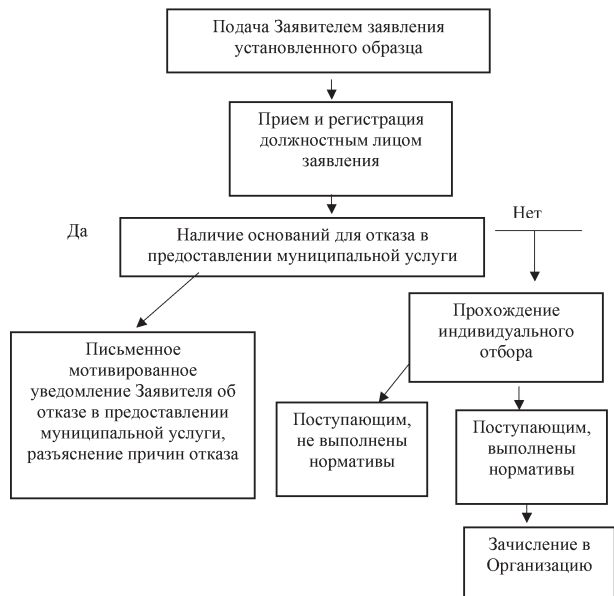 Подача Заявителем заявления
установленного образца
Прием и регистрация
должностным лицом
заявления
Да
Наличие оснований для отказа в
предоставлении муниципальной услуги
Нет
Письменное
мотивированное
уведомление Заявителя об
отказе в предоставлении
муниципальной услуги,
разъяснение причин отказа
Прохождение
индивидуального
отбора
Поступающим,
не выполнены
нормативы
Поступающим,
выполнены
нормативы
Зачисление в
Организацию